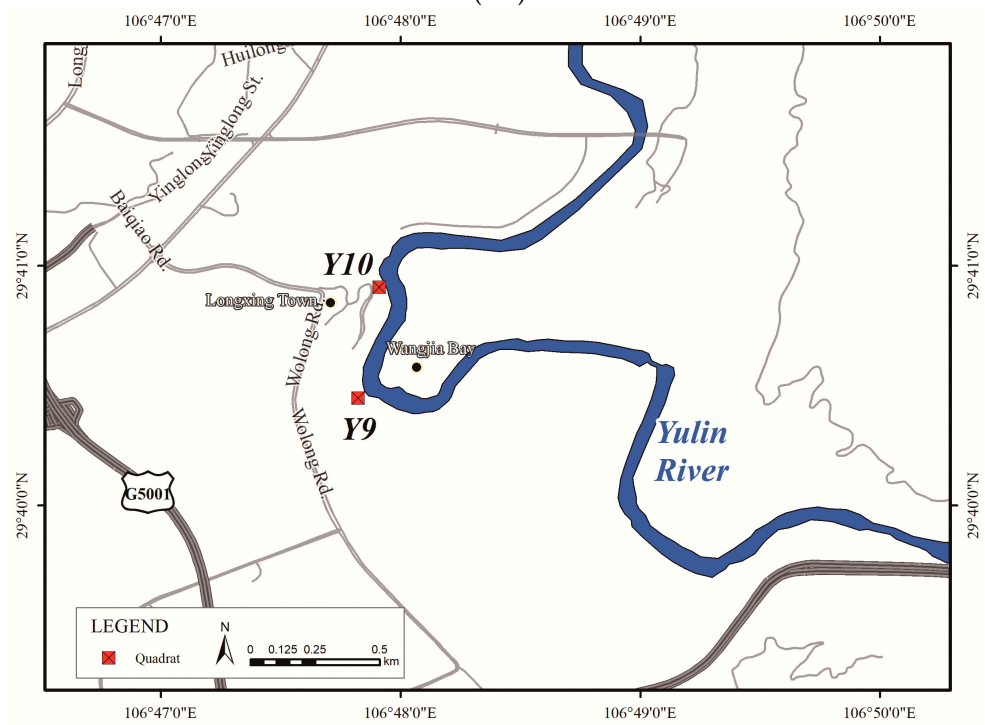 106°47'0"E
106°48'0"E
106°49'0"E
106°50'0"E
Long
Huilong
Yinglong St.
Yinglong
Baiqiao Rd.
29°41'0"N
29°41'0"N
Y10
Longxing Town
Wolong Rd.
Wangjia Bay
Y9
Wolong Rd.
Yulin
River
G5001
29°40'0"N
29°40'0"N
LEGEND
Quadrat
N
0 0.125 0.25 0.5
km
106°47'0"E
106°48'0"E
106°49'0"E
106°50'0"E